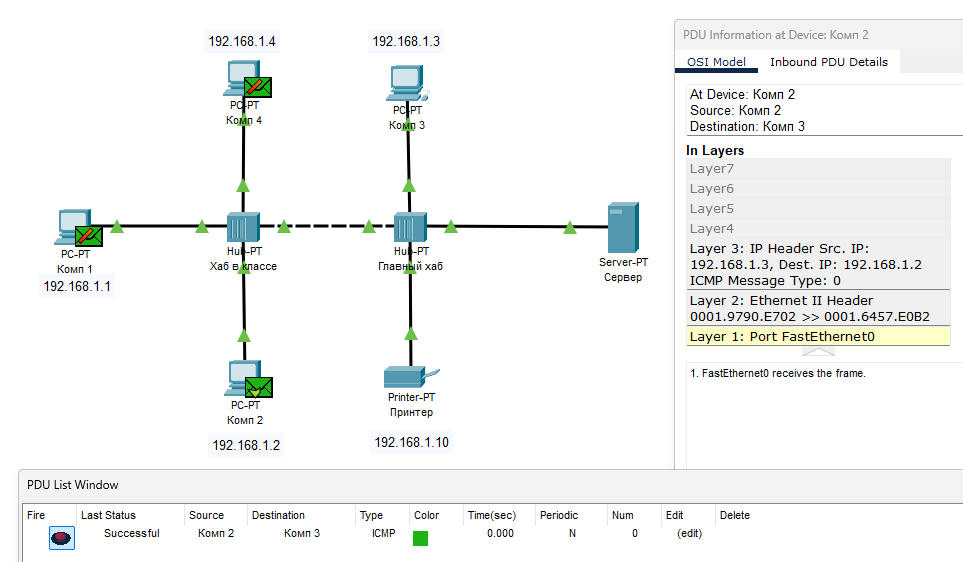 192.168.1.4
192.168.1.3
PC-PT
Комп 4
PC-PT
Комп 3
PC-PT
Комп 1
192.168.1.1
Hub-PT
Хаб в классе
Hub-PT
Главный хаб
Server-PT
Сервер
PC-PT
Комп 2
192.168.1.2
Printer-PT
Принтер
192.168.1.10
PDU Information at Device: Комп 2
OSI Model Inbound PDU Details
At Device: Комп 2
Source: Комп 2
Destination: Комп 3
In Layers
Layer7
Layer6
Layer5
Layer4
Layer 3: IP Header Src. IP:
192.168.1.3, Dest. IP: 192.168.1.2
ICMP Message Type: 0
Layer 2: Ethernet II Header
0001.9790.E702 >> 0001.6457.E0B2
Layer 1: Port FastEthernet0
1. FastEthernet0 receives the frame.
PDU List Window
Fire Last Status Source Destination Type Color Time(sec) Periodic Num Edit Delete
Successful Комп 2 Комп 3 ICMP 0.000 N 0 (edit)